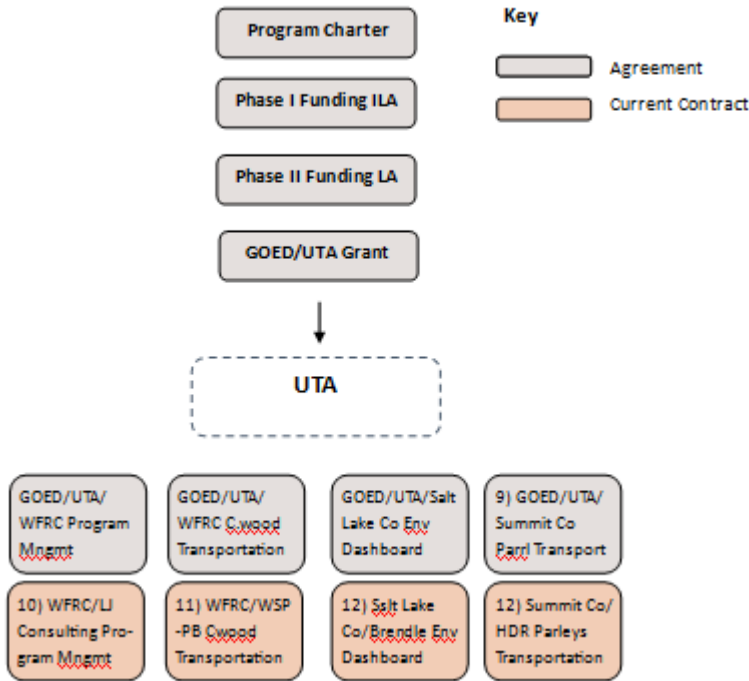 Program Charter
Key
Agreement
Phase I Funding ILA
Current Contract
Phase II Funding LA
GOED/UTA Grant
UTA
GOED/UTA/
WFRC Program
Mngmt
GOED/UTA/
WFRC C.wood
Transportation
GOED/UTA/Salt
Lake Co Env
Dashboard
9) GOED/UTA/
Summit Co
Parrl Transport
10) WFRC/LJ
Consulting Pro-
gram Mngmt
11) WFRC/WSP
-PB Cwood
Transportation
12) Sslt Lake
Co/Brendle Env
Dashboard
12) Summit Co/
HDR Parleys
Transportation